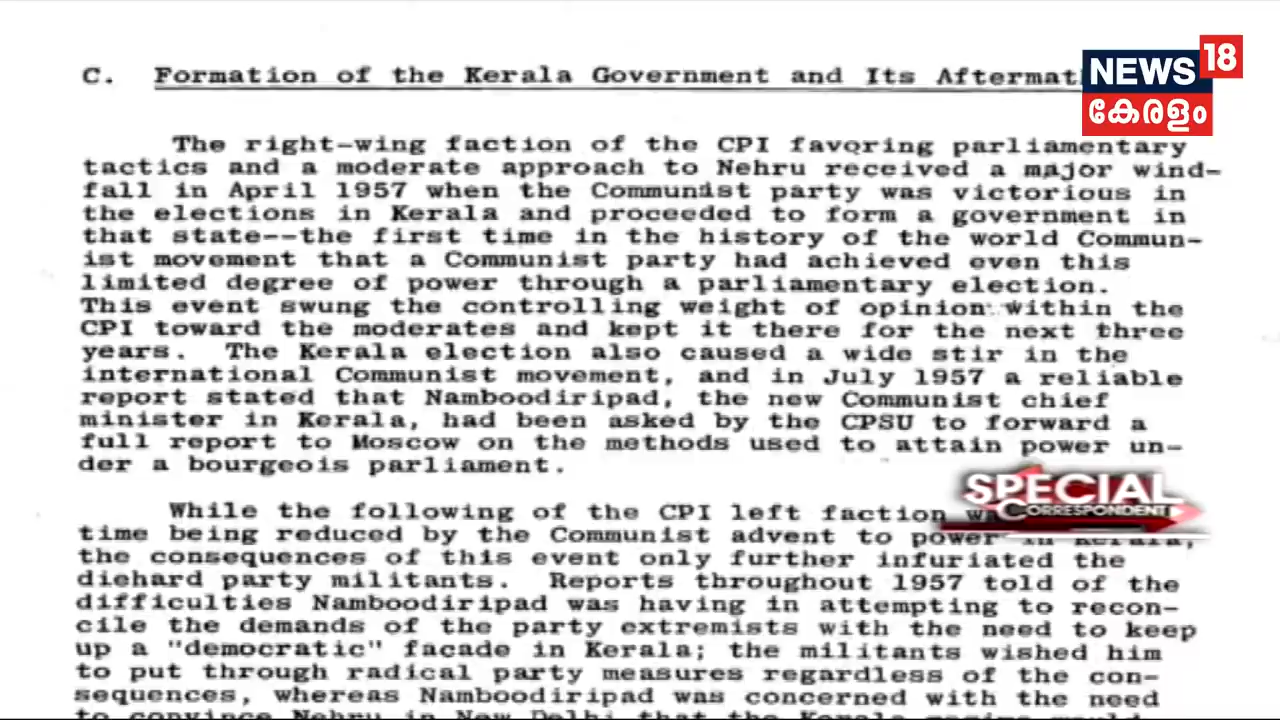 C. Formation of the Kerala Government and Its
NEWS 18
കേരളം
The right-wing faction of the CPI favoring parliamentary
tactics and a moderate approach to Nehru received a major wind-
fall in April 1957 when the Communist party was victorious in
the elections in Kerala and proceeded to form a government in
that state--the first time in the history of the world Commun-
ist movement that a Communist party had achieved even this
limited degree of power through a parliamentary election.
This event swung the controlling weight of opinion within the
CPI toward the moderates and kept it there for the next three
years. The Kerala election also caused a wide stir in the
international Communist movement, and in July 1957 a reliable
report stated that Namboodiripad, the new Communist chief
minister in Kerala, had been asked by the CPSU to forward a
full report to Moscow on the methods used to attain power un-
der a bourgeois parliament.
SPECIAL
CORRESPONDENT
While the following of the CPI left faction
time being reduced by the Communist advent to power in Kerala,
the consequences of this event only further infuriated the
diehard party militants. Reports throughout 1957 told of the
difficulties Namboodiripad was having in attempting to recon-
cile the demands of the party extremists with the need to keep
up a "democratic" facade in Kerala; the militants wished him
to put through radical party measures regardless of the con-
sequences, whereas Namboodiripad was concerned with the need
to convince Nehru in New Delhi that the Kerala regime would